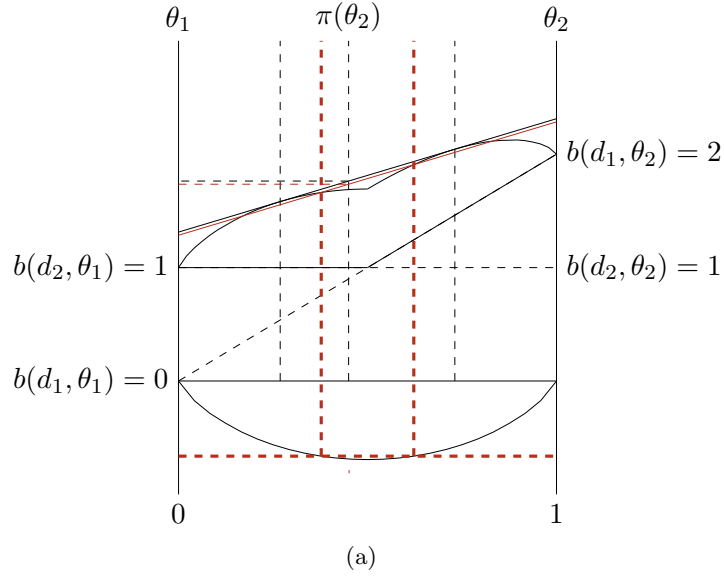 θ₁ π(θ₂) θ₂
b(d₁, θ₂) = 2
b(d₂, θ₁) = 1 b(d₂, θ₂) = 1
b(d₁, θ₁) = 0
0 1
(a)